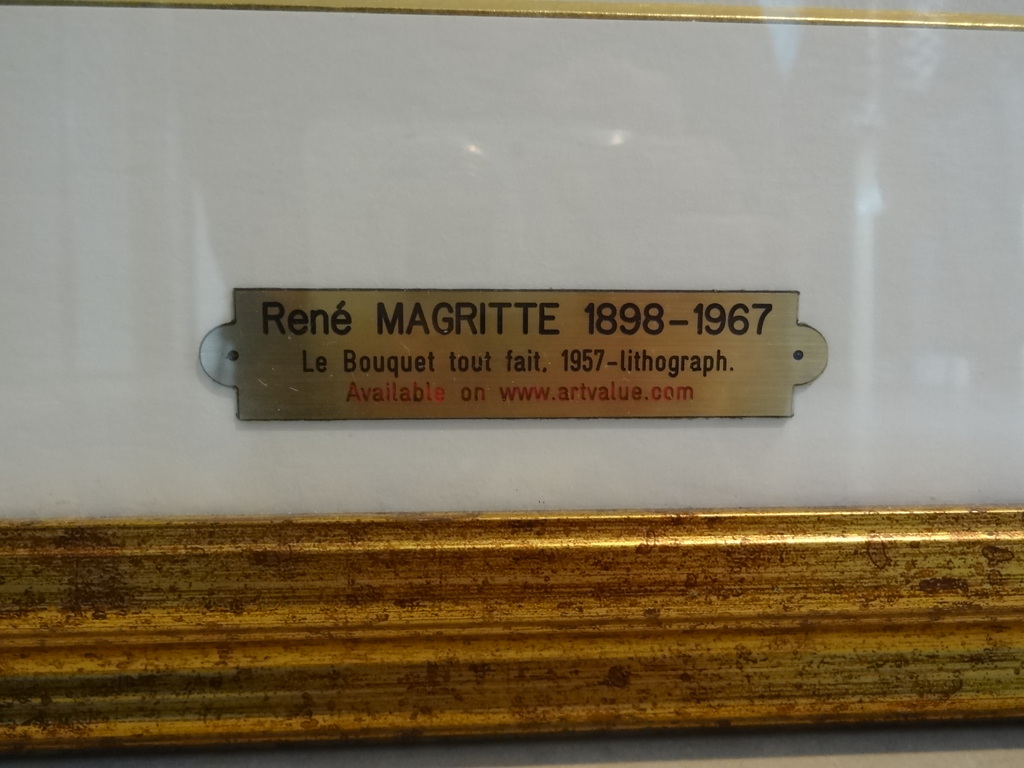 René MAGRITTE 1898-1967
Le Bouquet tout fait. 1957-lithograph.
Available on www.artvalue.com